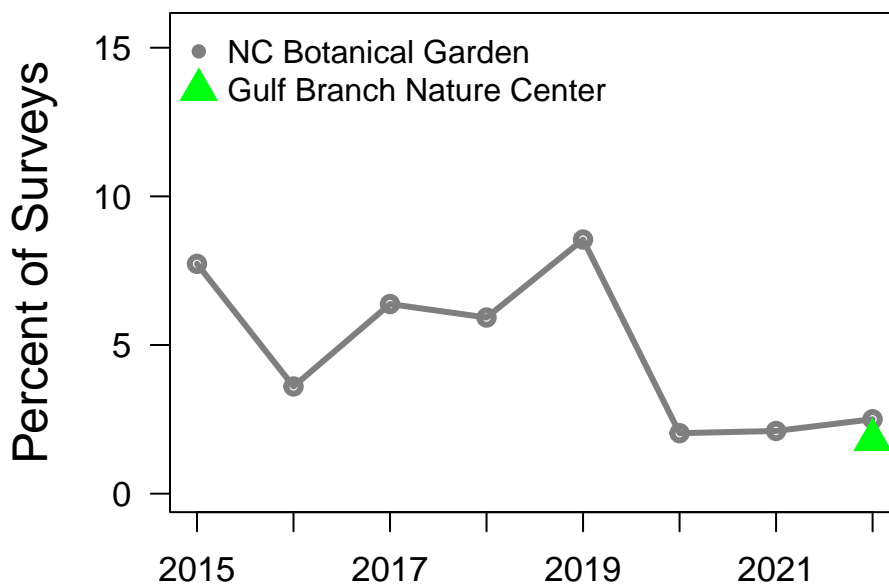 Percent of Surveys
NC Botanical Garden
Gulf Branch Nature Center
15
10
5
0
2015 2017 2019 2021